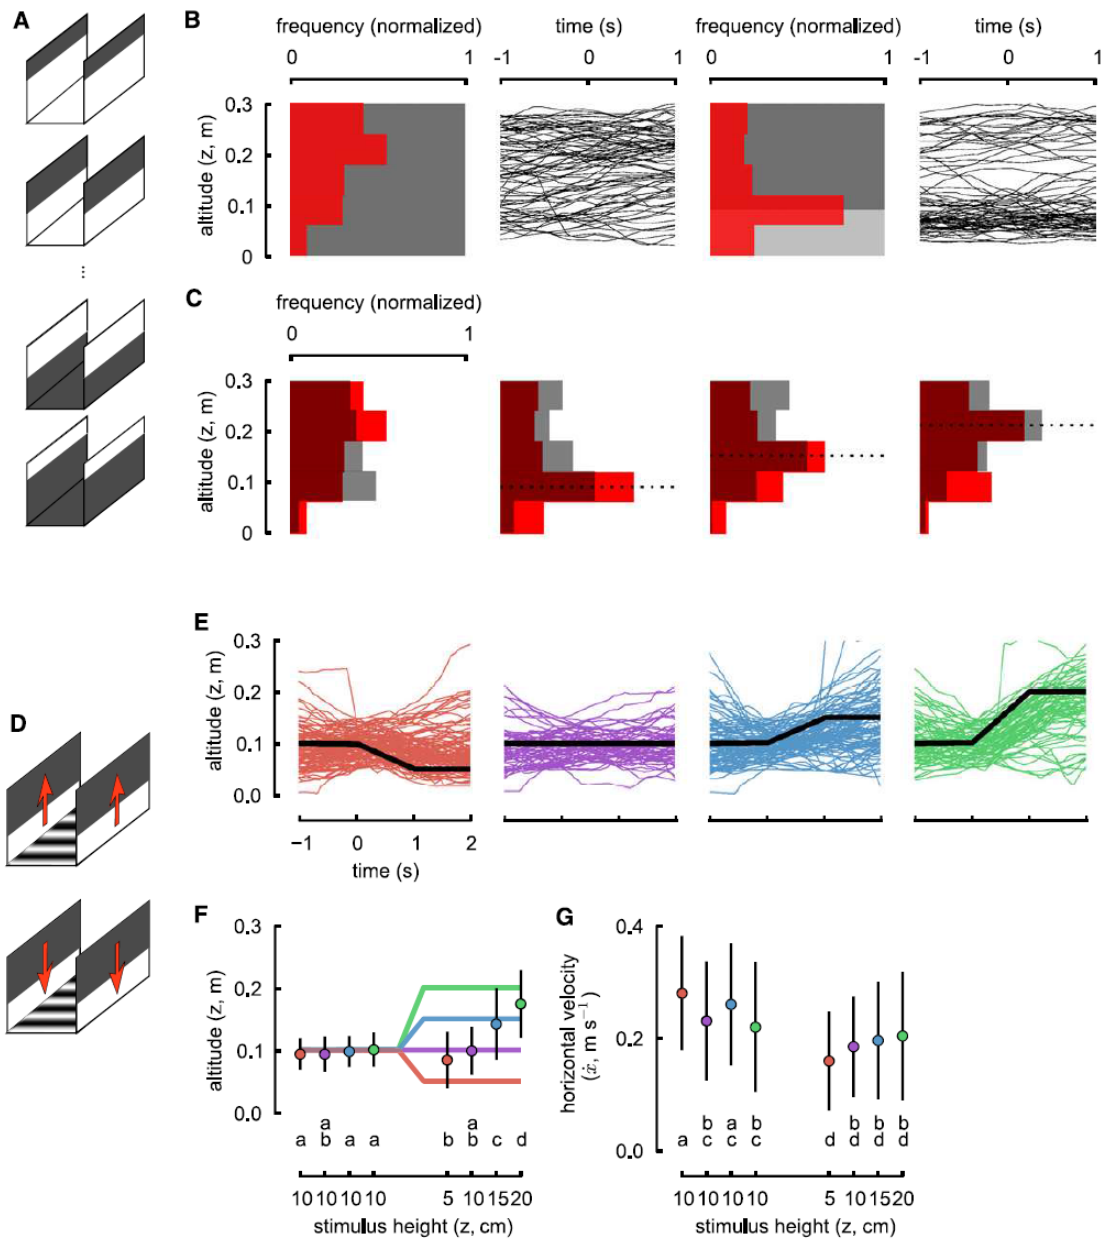 A
B
frequency (normalized)
time (s)
frequency (normalized)
time (s)
0 1
-1 0 1
0 1
-1 0 1
altitude (z, m)
0.3
0.2
0.1
0
...
C
frequency (normalized)
0 1
altitude (z, m)
0.3
0.2
0.1
0
D
E
altitude (z, m)
0.3
0.2
0.1
0.0
−1 0 1 2
time (s)
F
altitude (z, m)
0.3
0.2
0.1
0.0
a
a b a a
a
b b c d
10 10 10 10 5 10 15 20
stimulus height (z, cm)
G
horizontal velocity
(ẋ, m s⁻¹)
0.4
0.2
0.0
b a b
a c c c
b b b
d d d d
10 10 10 10 5 10 15 20
stimulus height (z, cm)